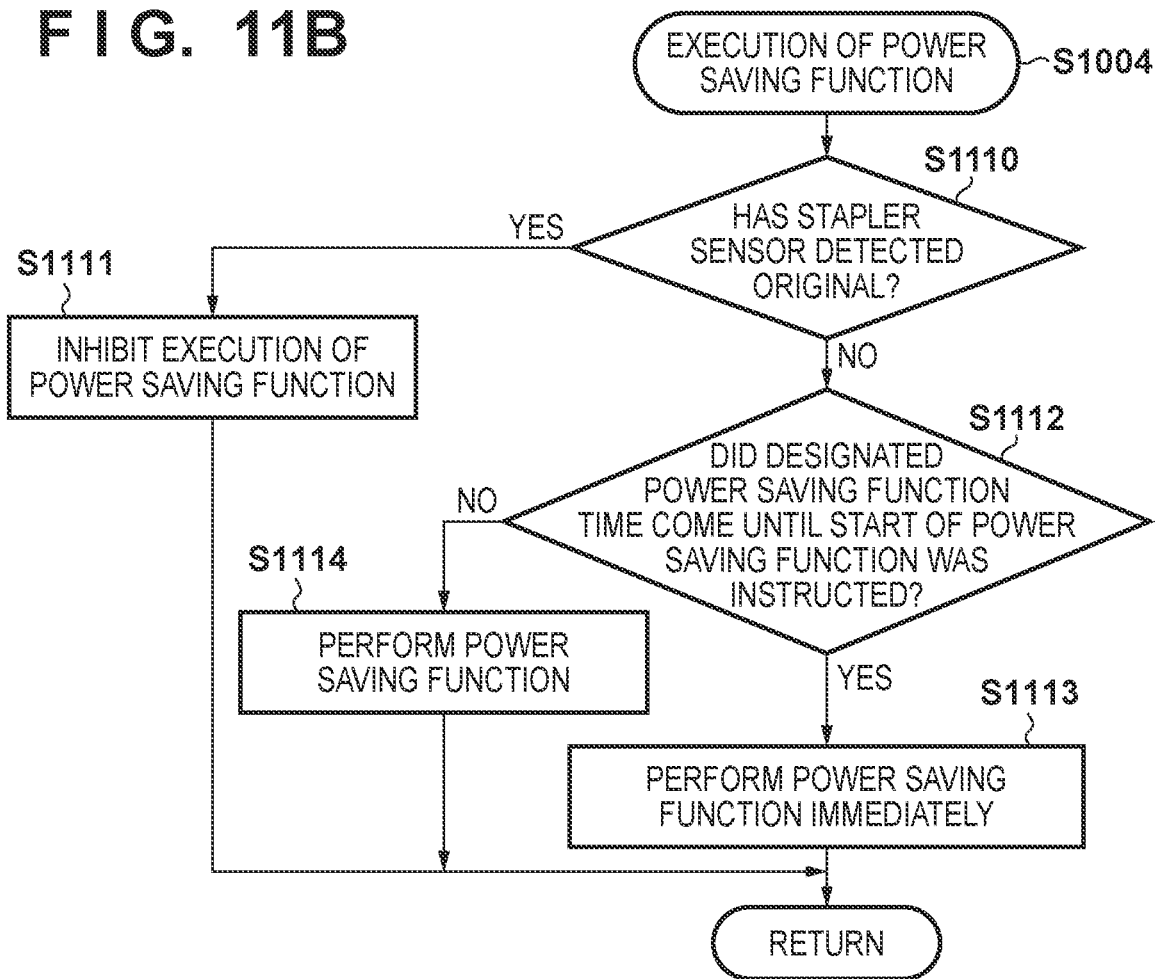 FIG. 11B
EXECUTION OF POWER
SAVING FUNCTION
S1004
S1110
HAS STAPLER
SENSOR DETECTED
ORIGINAL?
YES
S1111
INHIBIT EXECUTION OF
POWER SAVING FUNCTION
NO
S1112
DID DESIGNATED
POWER SAVING FUNCTION
TIME COME UNTIL START OF POWER
SAVING FUNCTION WAS
INSTRUCTED?
NO
S1114
PERFORM POWER
SAVING FUNCTION
YES
S1113
PERFORM POWER SAVING
FUNCTION IMMEDIATELY
RETURN